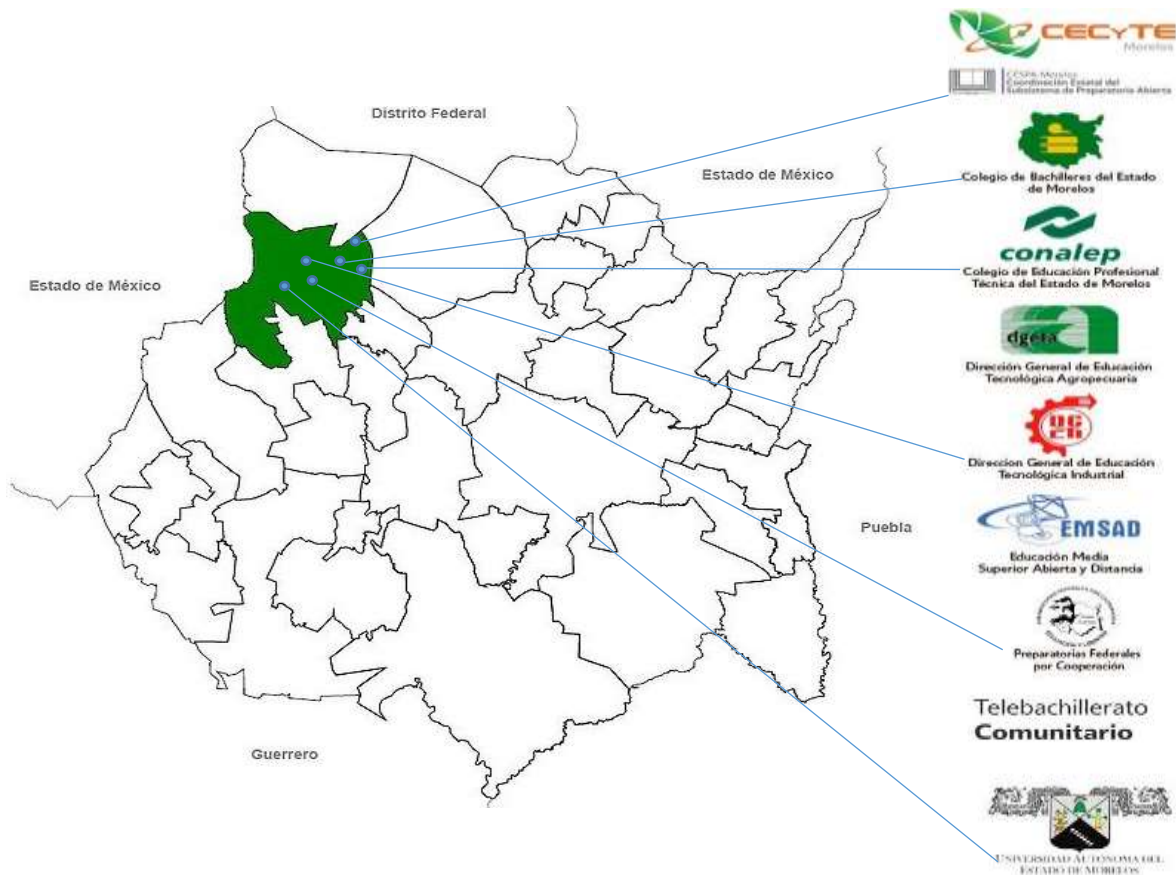 Distrito Federal
Estado de México
Estado de México
Puebla
Guerrero
CECyTE
Morelos
CESPA Morelos
Coordinación Estatal del
Subsistema de Preparatoria Abierta
Colegio de Bachilleres del Estado
de Morelos
conalep
Colegio de Educación Profesional
Técnica del Estado de Morelos
dgeta
Dirección General de Educación
Tecnológica Agropecuaria
Direccion General de Educación
Tecnológica Industrial
EMSAD
Educación Media
Superior Abierta y Distancia
Preparatorias Federales
por Cooperación
Telebachillerato
Comunitario
UNIVERSIDAD AUTÓNOMA DEL
ESTADO DE MORELOS